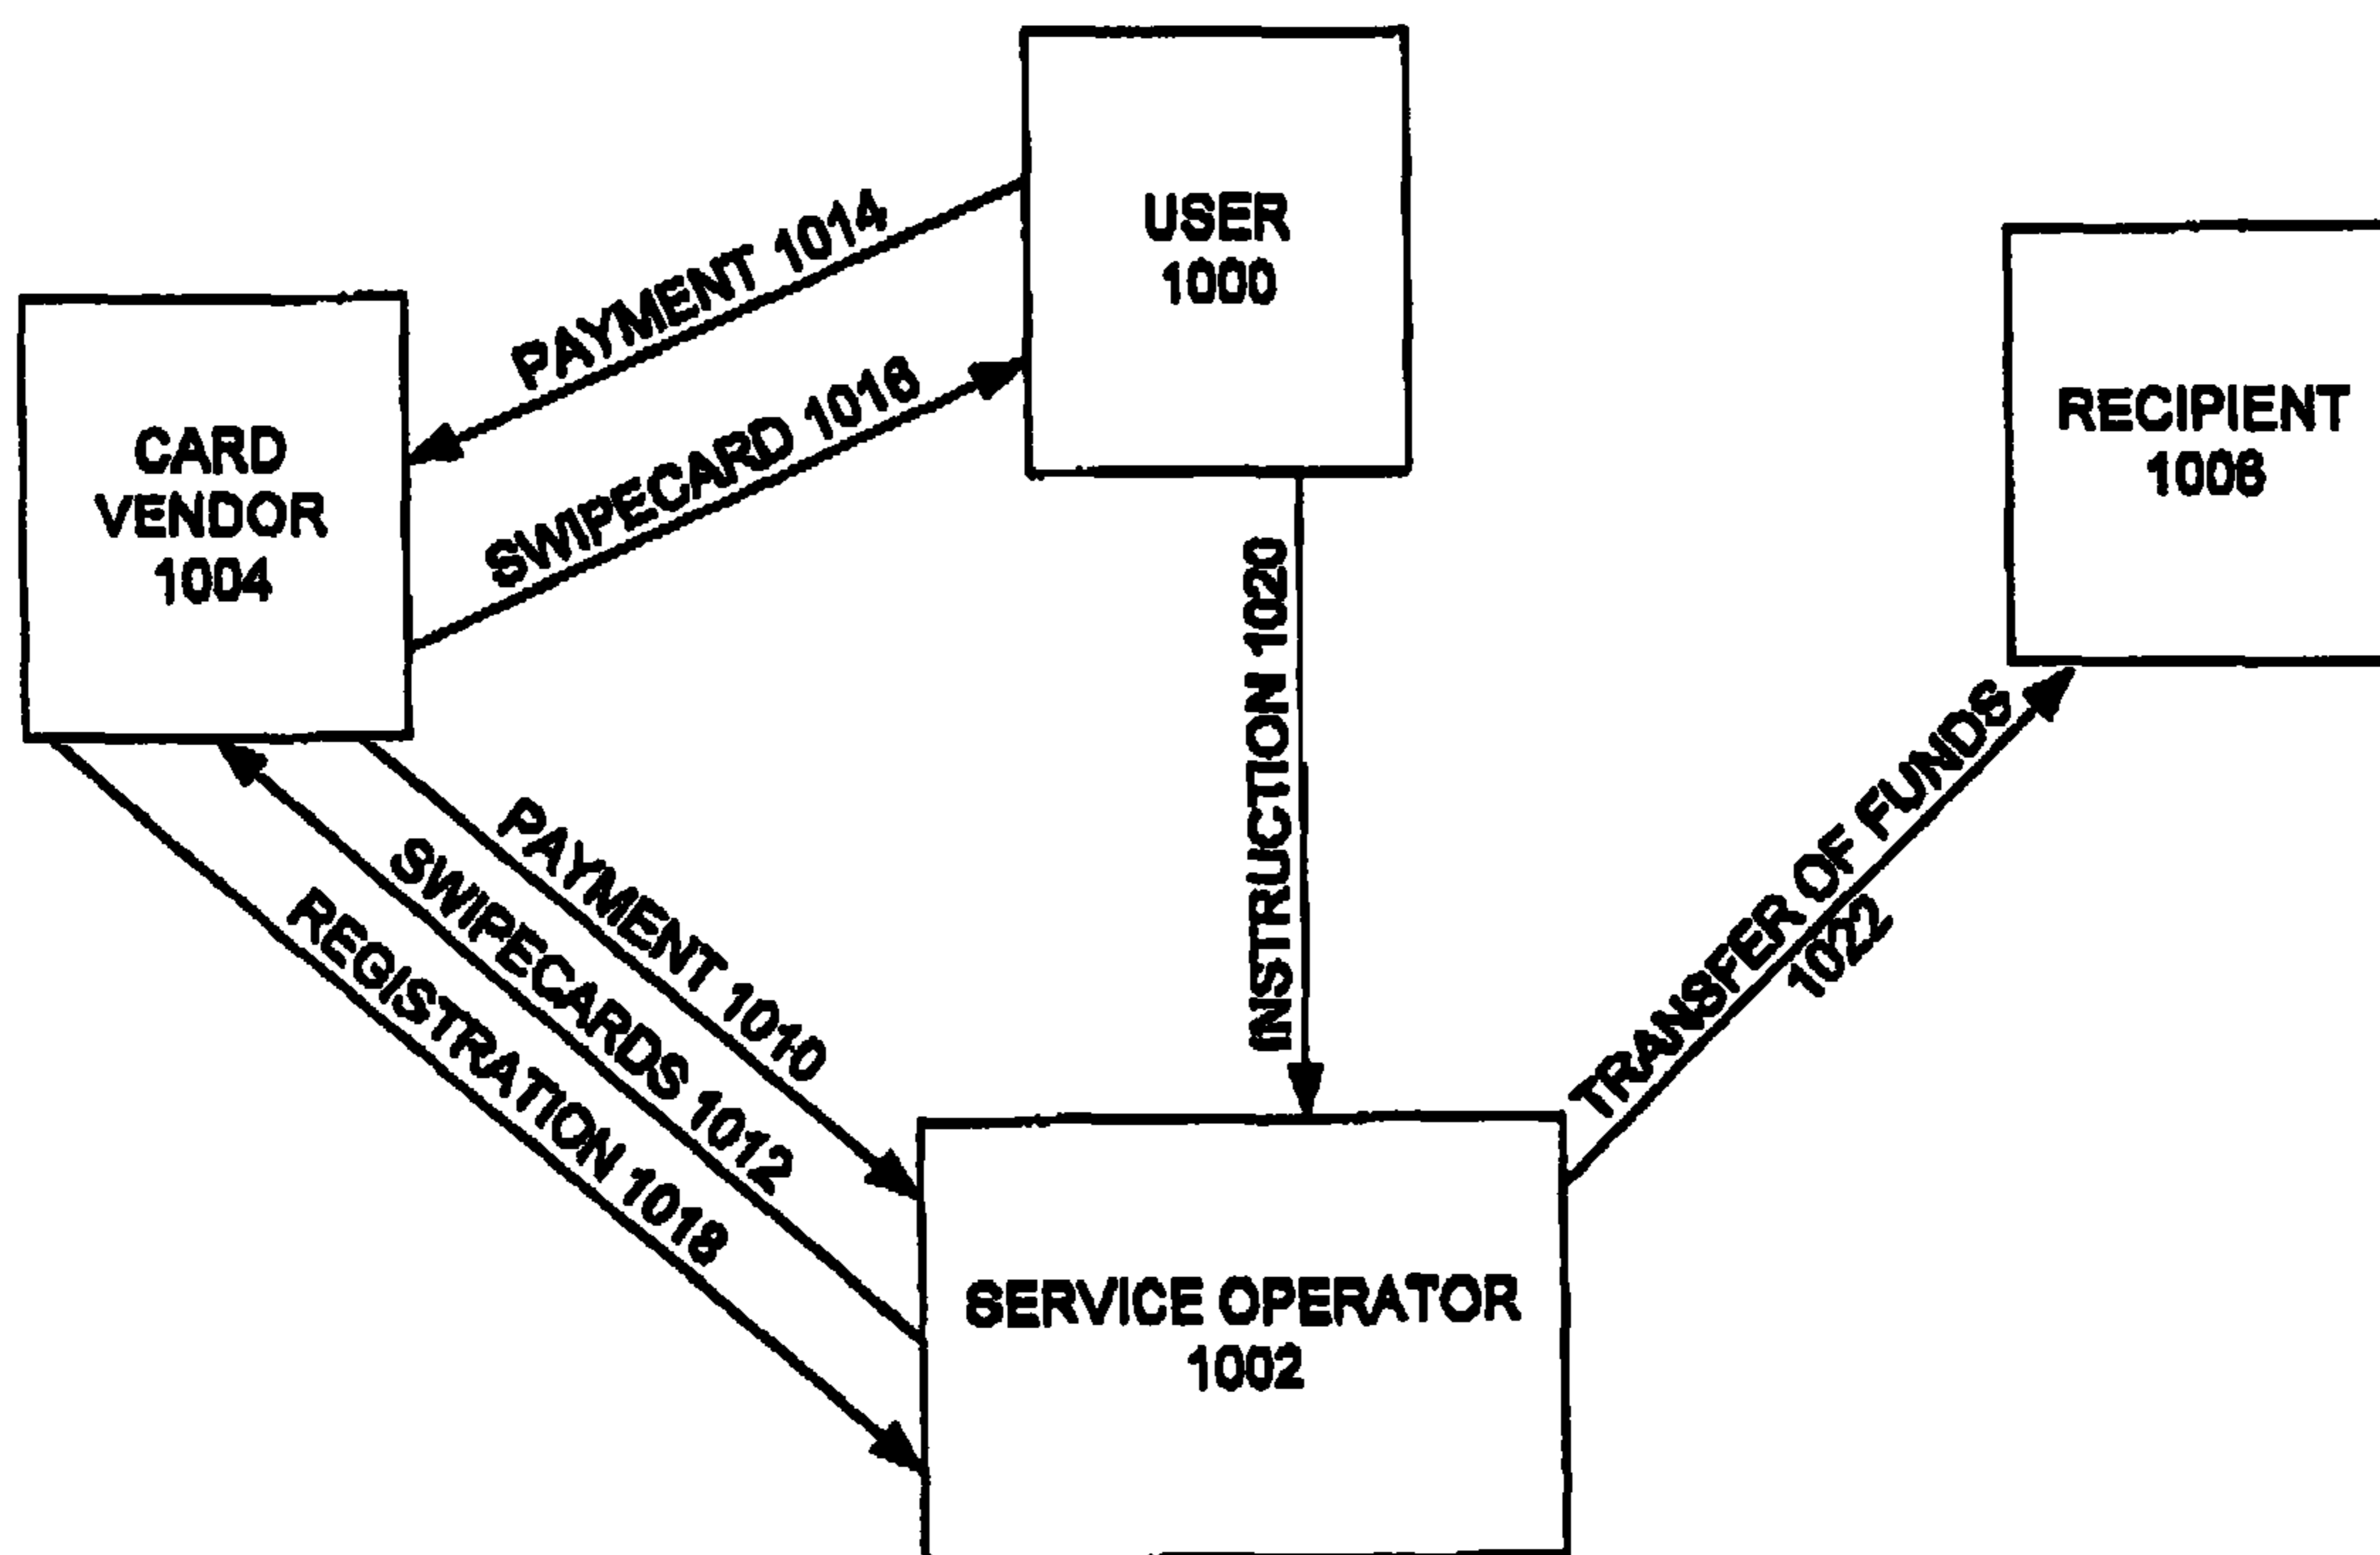 USER
1000
PAYMENT 1014
SWIPECARD 1016
CARD
VENDOR
1004
RECIPIENT
1006
INSTRUCTION 1020
TRANSFER OF FUNDS
1022
PAYMENT 1010
SWIPECARDS 1012
REGISTRATION 1018
SERVICE OPERATOR
1002